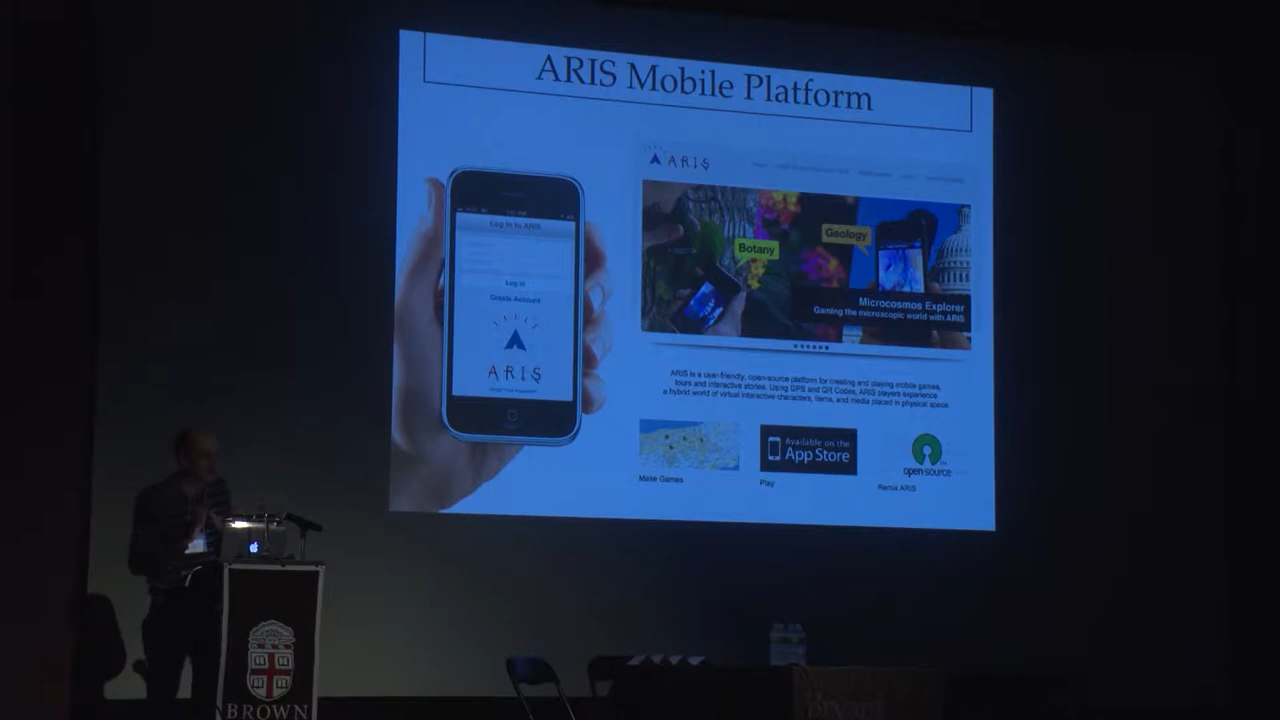 ARIS Mobile Platform
Log in to ARIS
Log in
Create Account
ARIS
ARIS
Botany
Geology
Microcosmos Explorer
Gaming the microscopic world with ARIS
ARIS is a user-friendly, open-source platform for creating and playing mobile games,
tours and interactive stories. Using GPS and QR Codes, ARIS players experience
a hybrid world of virtual interactive characters, items, and media placed in physical space.
Make Games
Available on the
App Store
Play
open source
Remix ARIS
BROWN
Bryant